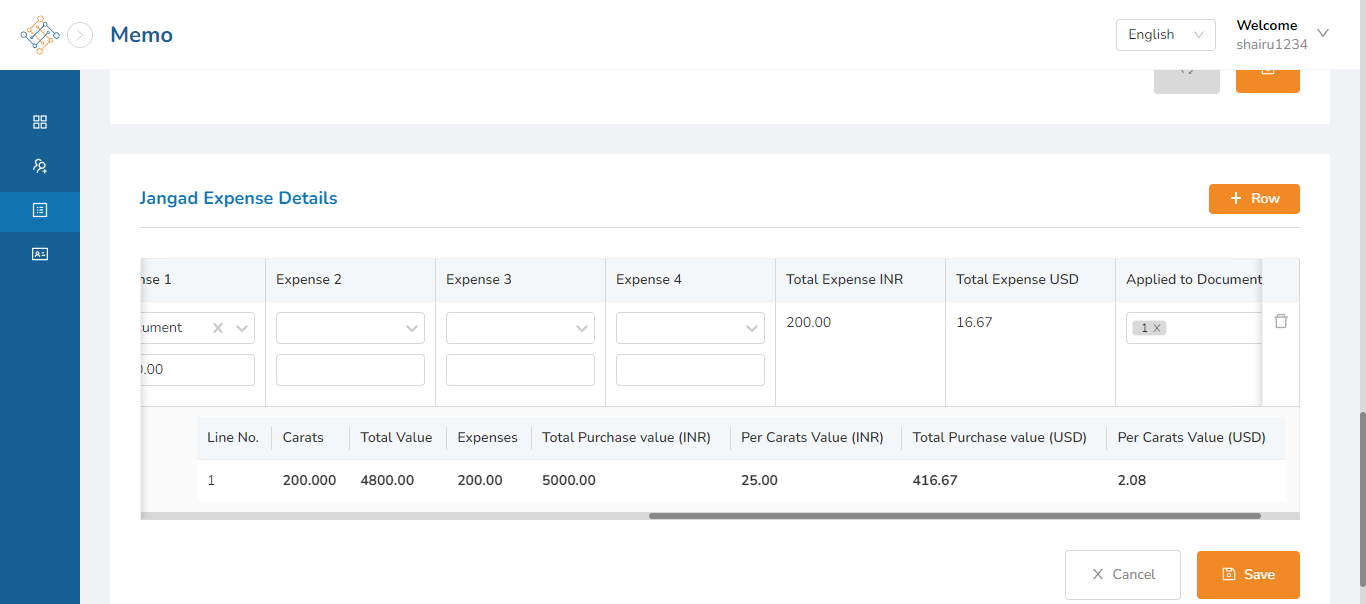 Memo
English
Welcome
shairu1234
Jangad Expense Details
Row
nse 1 Expense 2 Expense 3 Expense 4 Total Expense INR Total Expense USD Applied to Document
ument 200.00 16.67 1
.00
Line No. Carats Total Value Expenses Total Purchase value (INR) Per Carats Value (INR) Total Purchase value (USD) Per Carats Value (USD)
1 200.000 4800.00 200.00 5000.00 25.00 416.67 2.08
Cancel Save